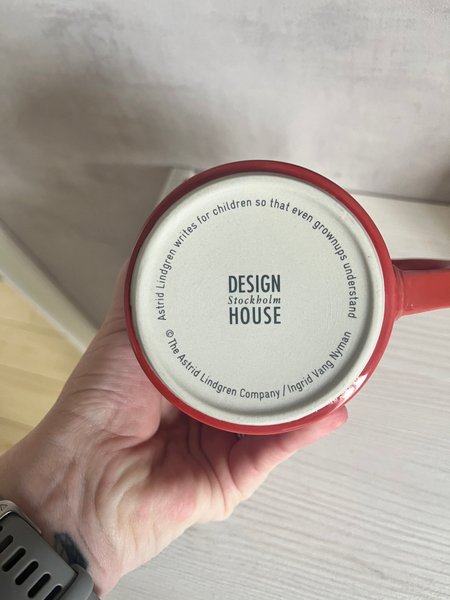 Astrid Lindgren writes for children so that even grownups understand
DESIGN
Stockholm
HOUSE
© The Astrid Lindgren Company / Ingrid Vang Nyman